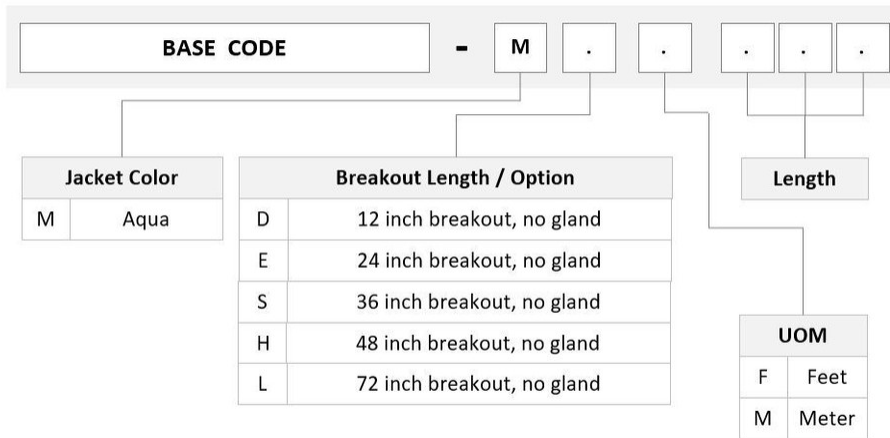 BASE CODE - M . . . . .
Jacket Color
M Aqua
Breakout Length / Option
D 12 inch breakout, no gland
E 24 inch breakout, no gland
S 36 inch breakout, no gland
H 48 inch breakout, no gland
L 72 inch breakout, no gland
Length
UOM
F Feet
M Meter